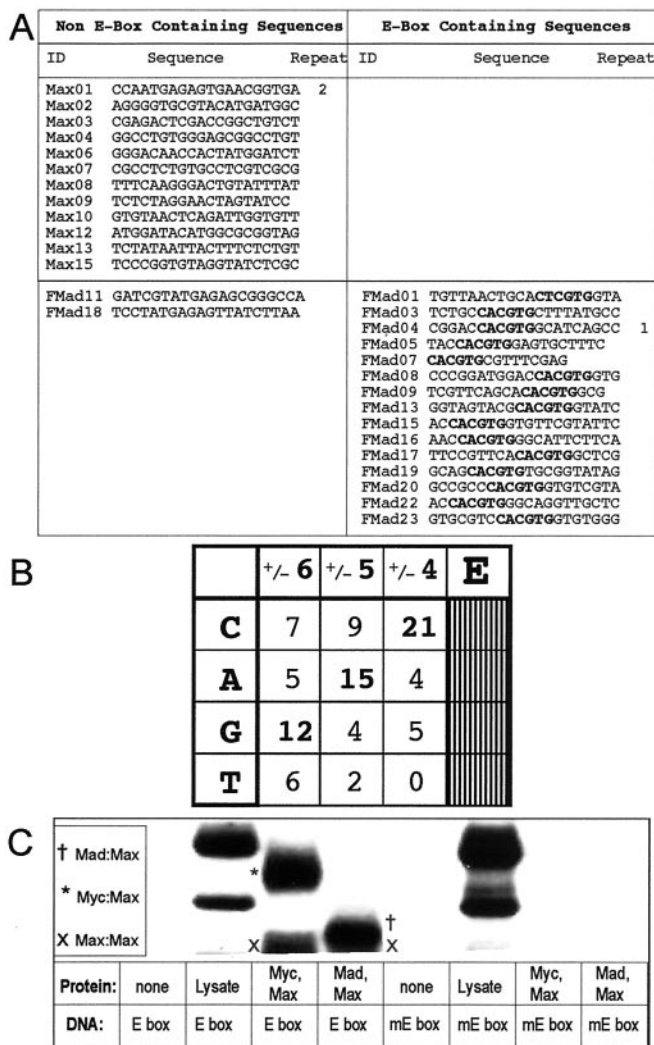 A
Non E-Box Containing Sequences E-Box Containing Sequences
ID Sequence Repeat ID Sequence Repeat
Max01 CCAATGAGAGTGAACGGTGA 2
Max02 AGGGGTGCGTACATGATGGC
Max03 CGAGACTCGACCGGCTGTCT
Max04 GGCCTGTGGGAGCGGCCTGT
Max06 GGGACAACCACTATGGATCT
Max07 CGCCTCTGTGCCTCGTCGCG
Max08 TTTCAAGGGACTGTATTTAT
Max09 TCTCTAGGAACTAGTATCC
Max10 GTGTAACTCAGATTGGTGTT
Max12 ATGGATACATGGCGCGGTAG
Max13 TCTATAATTACTTTCTCTGT
Max15 TCCCGGTGTAGGTATCTCGC
FMad11 GATCGTATGAGAGCGGGCCA
FMad18 TCCTATGAGAGTTATCTTAA
FMad01 TGTTAACTGCACTCGTGGTA
FMad03 TCTGCCACGTGCTTTATGCC
FMad04 CGGACCACGTGGCATCAGCC 1
FMad05 TACCACGTGGAGTGCTTTC
FMad07 CACGTGCGTTTCGAG
FMad08 CCCGGATGGACCACGTGGTG
FMad09 TCGTTCAGCACACGTGGCG
FMad13 GGTAGTACGCACGTGGTATC
FMad15 ACCACGTGGTGTTCGTATTC
FMad16 AACCACGTGGGCATTCTTCA
FMad17 TTCCGTTCACACGTGGCTCG
FMad19 GCAGCACGTGTGCGGTATAG
FMad20 GCCGCCCACGTGGTGTCGTA
FMad22 ACCACGTGGGCAGGTTGCTC
FMad23 GTGCGTCCACGTGGTGTGGG
B
+/- 6 +/- 5 +/- 4 E
C 7 9 21
A 5 15 4
G 12 4 5
T 6 2 0
C
† Mad:Max
* Myc:Max
X Max:Max
*
†
X X
Protein: none Lysate Myc, Max Mad, Max none Lysate Myc, Max Mad, Max
DNA: E box E box E box E box mE box mE box mE box mE box